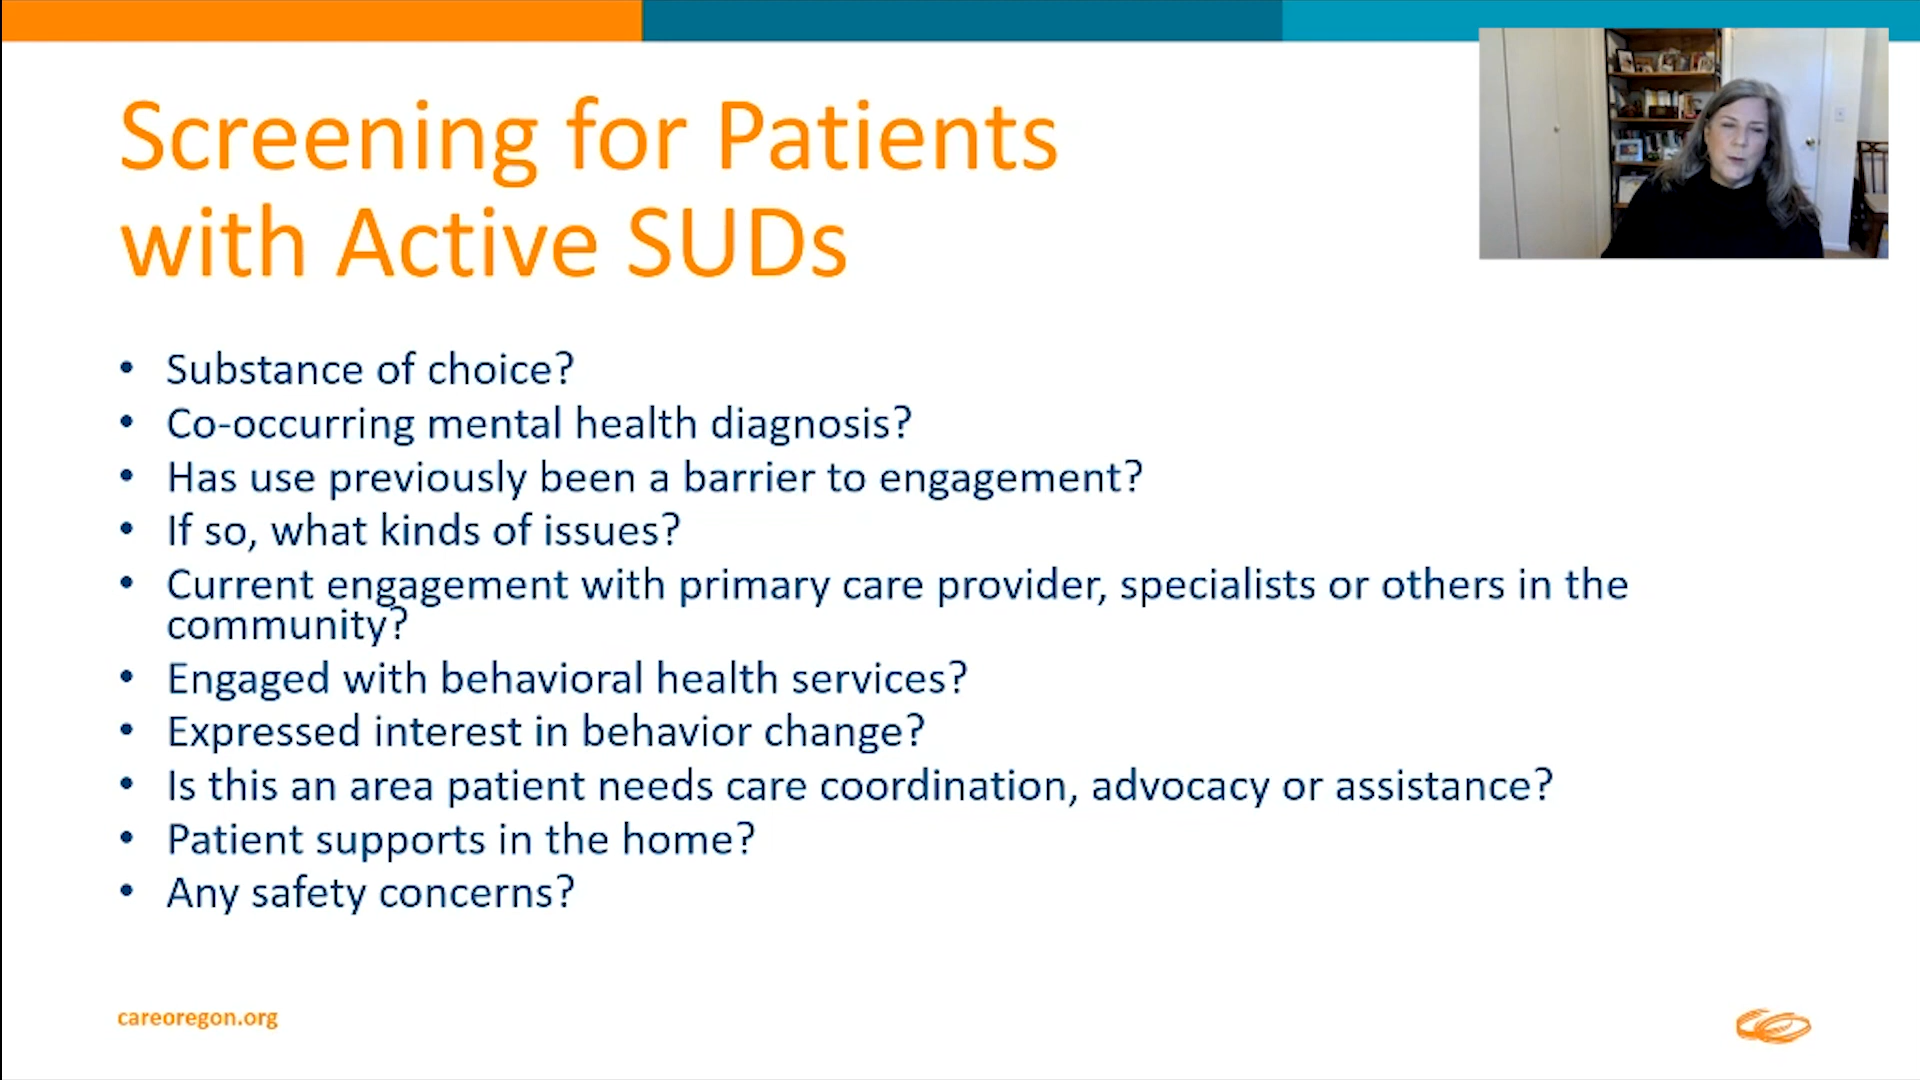 Screening for Patients
with Active SUDs
• Substance of choice?
• Co-occurring mental health diagnosis?
• Has use previously been a barrier to engagement?
• If so, what kinds of issues?
• Current engagement with primary care provider, specialists or others in the
community?
• Engaged with behavioral health services?
• Expressed interest in behavior change?
• Is this an area patient needs care coordination, advocacy or assistance?
• Patient supports in the home?
• Any safety concerns?
careoregon.org